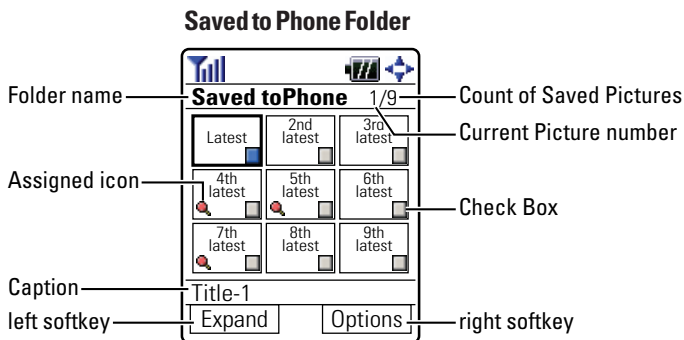 Saved to Phone Folder
Folder name
Saved toPhone 1/9
Count of Saved Pictures
Current Picture number
Latest
2nd
latest
3rd
latest
Assigned icon
4th
latest
5th
latest
6th
latest
Check Box
7th
latest
8th
latest
9th
latest
Caption
Title-1
left softkey
Expand
Options
right softkey